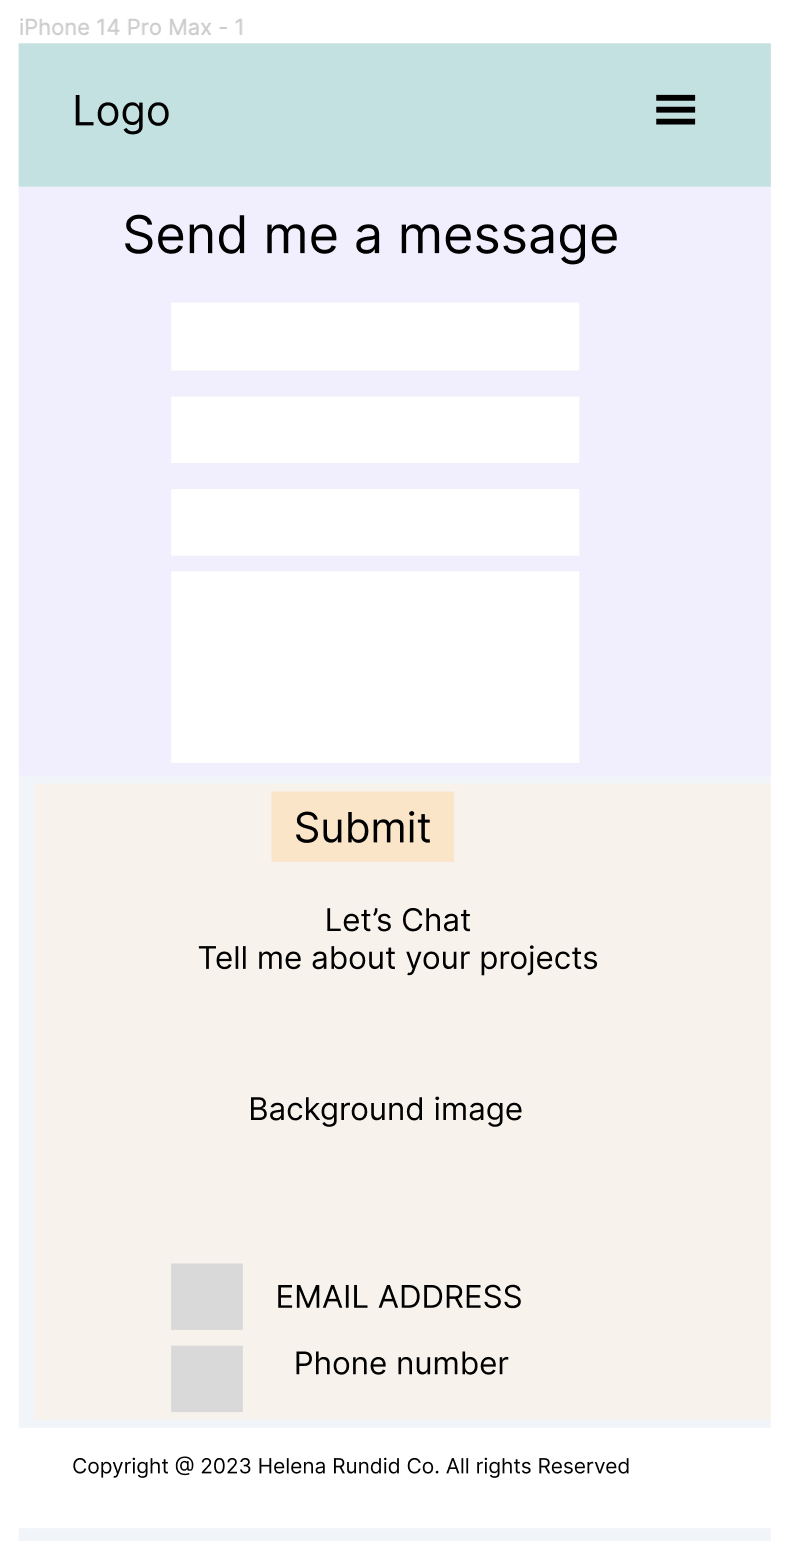 iPhone 14 Pro Max - 1
Logo
Send me a message
Submit
Let’s Chat
Tell me about your projects
Background image
EMAIL ADDRESS
Phone number
Copyright @ 2023 Helena Rundid Co. All rights Reserved